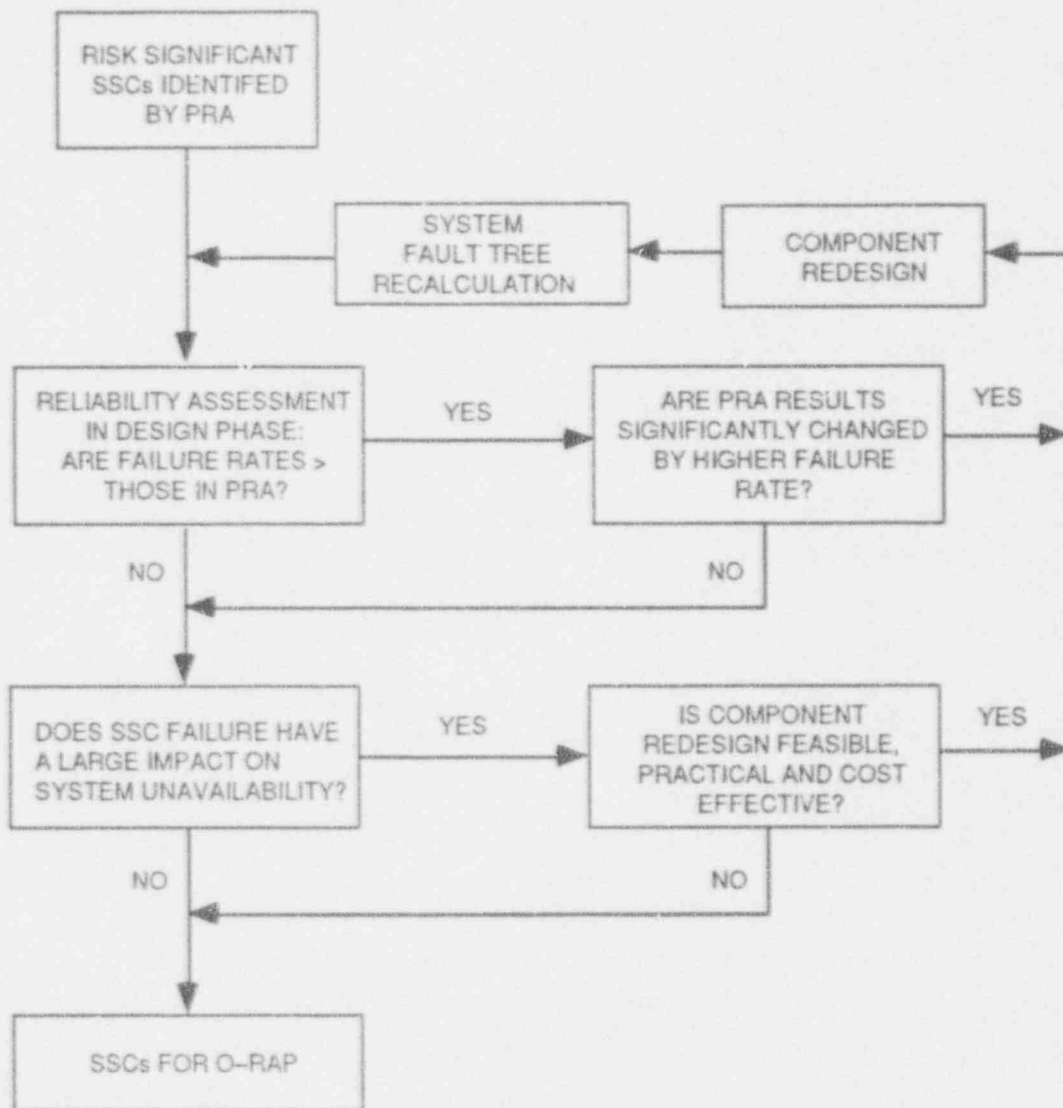 RISK SIGNIFICANT
SSCs IDENTIFED
BY PRA
SYSTEM
FAULT TREE
RECALCULATION
COMPONENT
REDESIGN
RELIABILITY ASSESSMENT
IN DESIGN PHASE:
ARE FAILURE RATES >
THOSE IN PRA?
YES
ARE PRA RESULTS
SIGNIFICANTLY CHANGED
BY HIGHER FAILURE
RATE?
YES
NO
NO
DOES SSC FAILURE HAVE
A LARGE IMPACT ON
SYSTEM UNAVAILABILITY?
YES
IS COMPONENT
REDESIGN FEASIBLE,
PRACTICAL AND COST
EFFECTIVE?
YES
NO
NO
SSCs FOR O–RAP